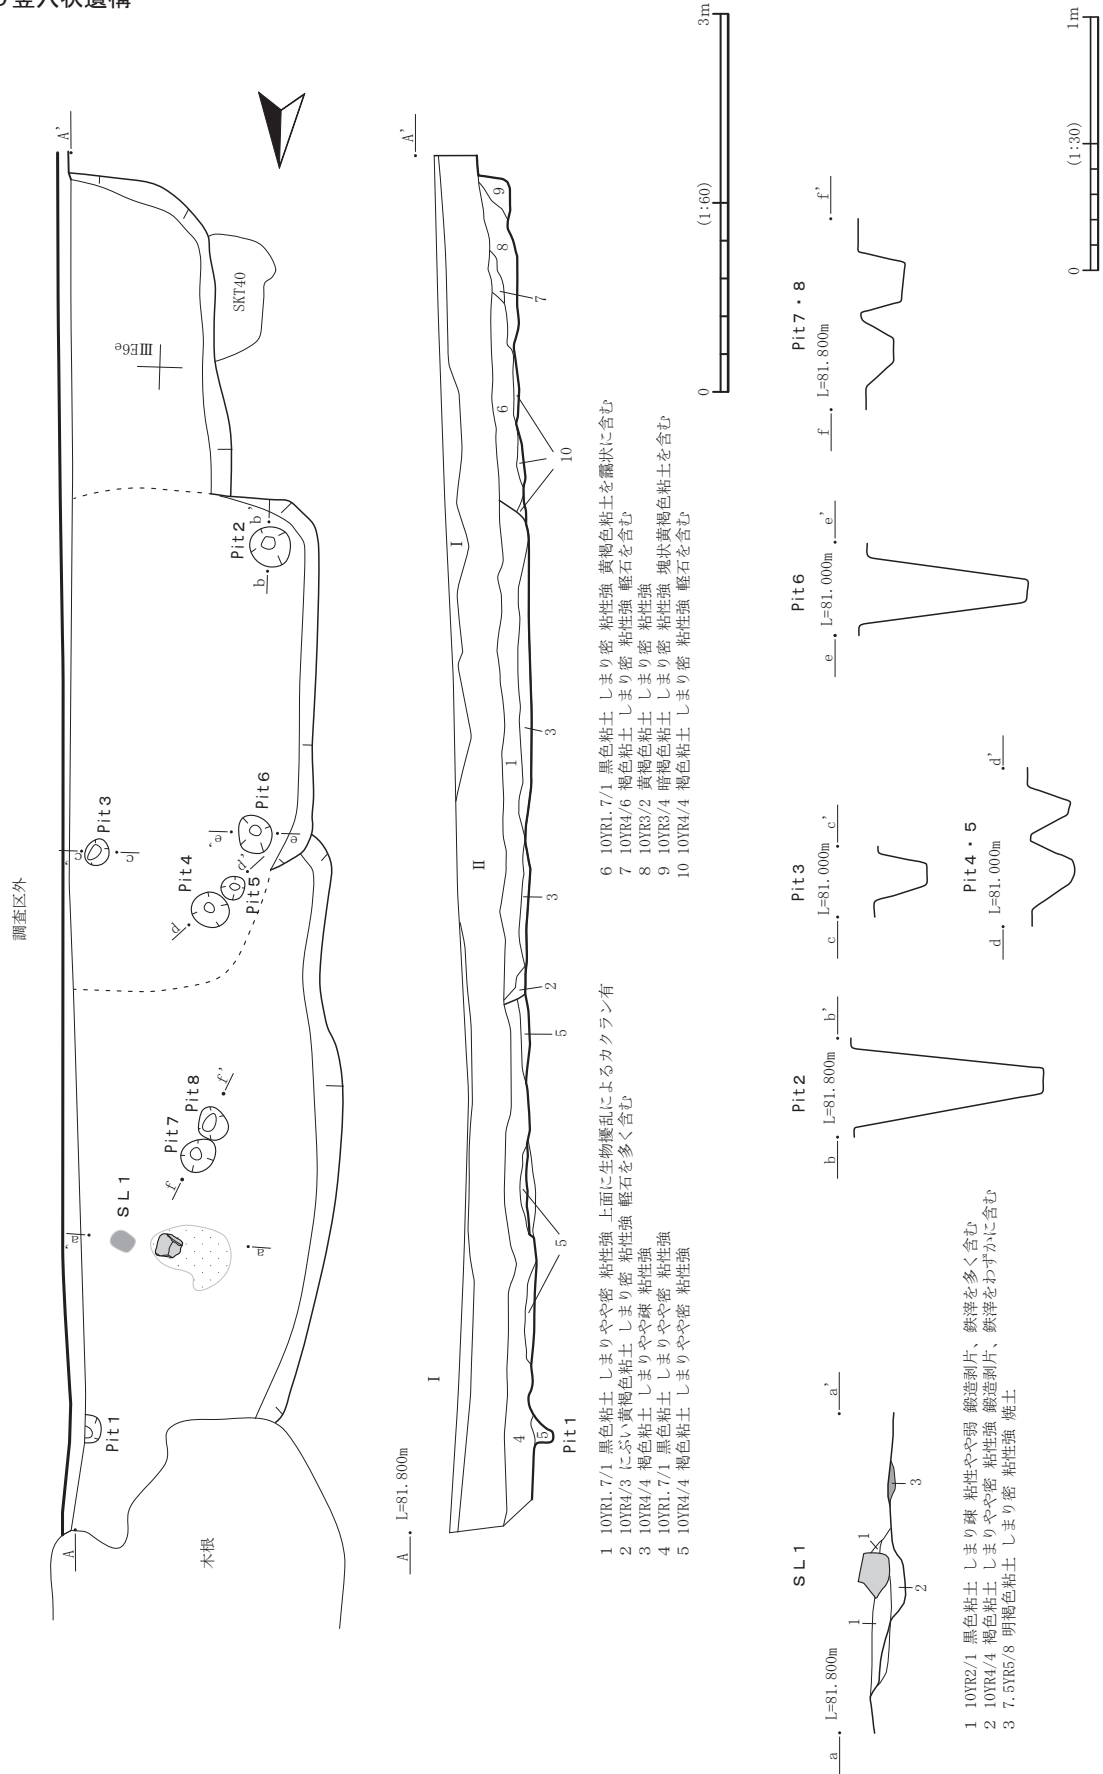 竪穴状遺構
調査区外
A
A'
木根
Pit1
SL1
a
a'
Pit7
Pit8
f
f'
Pit4
Pit5
d
d'
Pit3
c
c'
Pit6
e
e'
Pit2
b
b'
ⅢE6e
SKT40
A
L=81.800m
A'
Ⅰ
Ⅰ
Ⅱ
4
5
Pit1
5
5
2
3
1
3
10
6
7
8
9
1 10YR1.7/1 黒色粘土 しまりやや密 粘性強 上面に生物擾乱によるカクラン有
2 10YR4/3 にぶい黄褐色粘土 しまり密 粘性強 軽石を多く含む
3 10YR4/4 褐色粘土 しまりやや疎 粘性強
4 10YR1.7/1 黒色粘土 しまりやや密 粘性強
5 10YR4/4 褐色粘土 しまりやや密 粘性強
6 10YR1.7/1 黒色粘土 しまり密 粘性強 黄褐色粘土を靄状に含む
7 10YR4/6 褐色粘土 しまり密 粘性強 軽石を含む
8 10YR3/2 黄褐色粘土 しまり密 粘性強
9 10YR3/4 暗褐色粘土 しまり密 粘性強 塊状黄褐色粘土を含む
10 10YR4/4 褐色粘土 しまり密 粘性強 軽石を含む
0 (1:60) 3m
SL1
a
L=81.800m
a'
1
2
1
3
1 10YR2/1 黒色粘土 しまり疎 粘性やや弱 鍛造剥片、鉄滓を多く含む
2 10YR4/4 褐色粘土 しまりやや密 粘性強 鍛造剥片、鉄滓をわずかに含む
3 7.5YR5/8 明褐色粘土 しまり密 粘性強 焼土
Pit2
b L=81.800m b'
Pit3
c L=81.000m c'
Pit4・5
d L=81.000m d'
Pit6
e L=81.000m e'
Pit7・8
f L=81.800m f'
0 (1:30) 1m